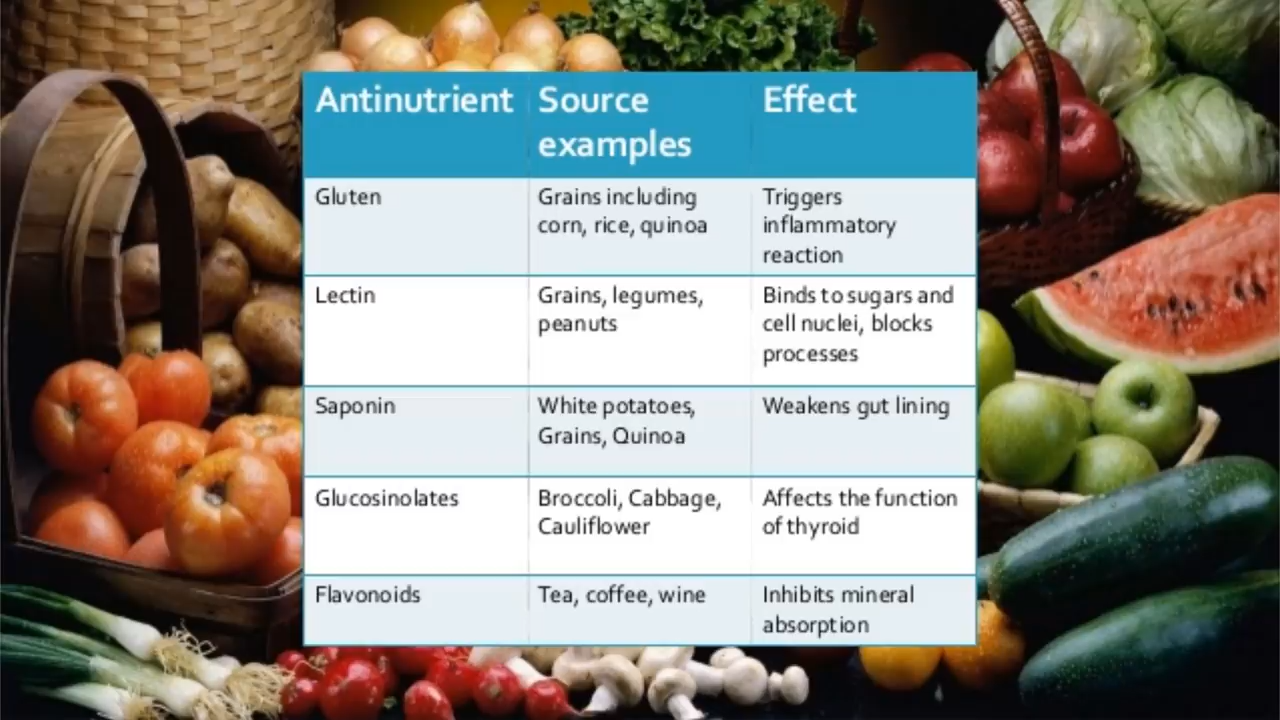 Antinutrient
Source
examples
Effect
Gluten
Grains including
corn, rice, quinoa
Triggers
inflammatory
reaction
Lectin
Grains, legumes,
peanuts
Binds to sugars and
cell nuclei, blocks
processes
Saponin
White potatoes,
Grains, Quinoa
Weakens gut lining
Glucosinolates
Broccoli, Cabbage,
Cauliflower
Affects the function
of thyroid
Flavonoids
Tea, coffee, wine
Inhibits mineral
absorption